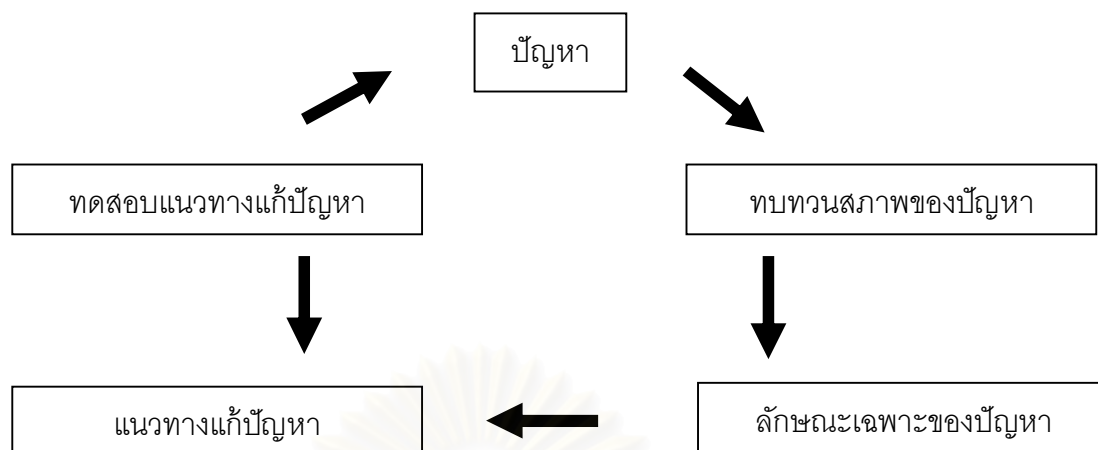 ปัญหา
ทดสอบแนวทางแก้ปัญหา
ทบทวนสภาพของปัญหา
แนวทางแก้ปัญหา
ลักษณะเฉพาะของปัญหา